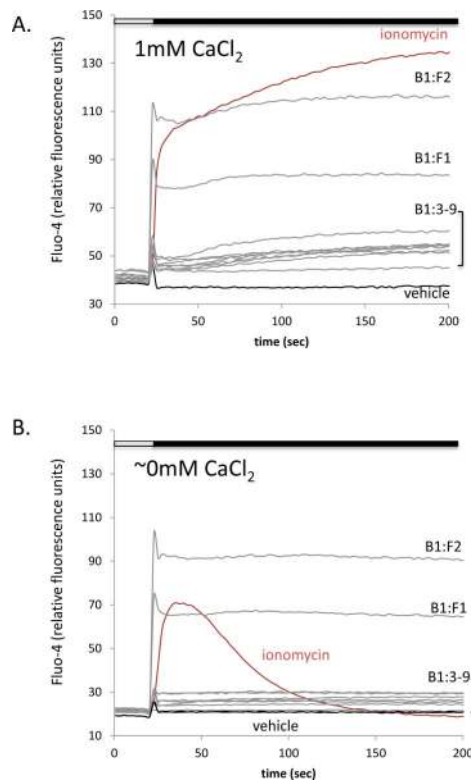 A.
1mM CaCl2
ionomycin
B1:F2
B1:F1
B1:3-9
vehicle
Fluo-4 (relative fluorescence units)
150
130
110
90
70
50
30
0
50
100
150
200
time (sec)
B.
~0mM CaCl2
B1:F2
B1:F1
ionomycin
B1:3-9
vehicle
Fluo-4 (relative fluorescence units)
150
130
110
90
70
50
30
10
0
50
100
150
200
time (sec)